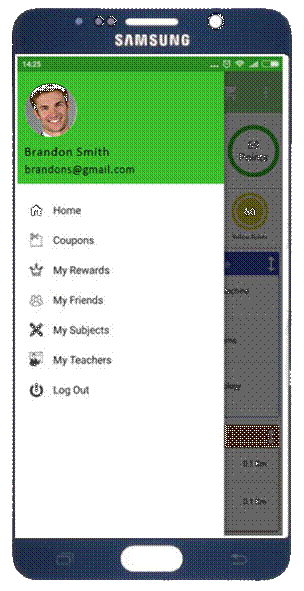 SAMSUNG
14:25
Brandon Smith
brandons@gmail.com
Home
Coupons
My Rewards
My Friends
My Subjects
My Teachers
Log Out